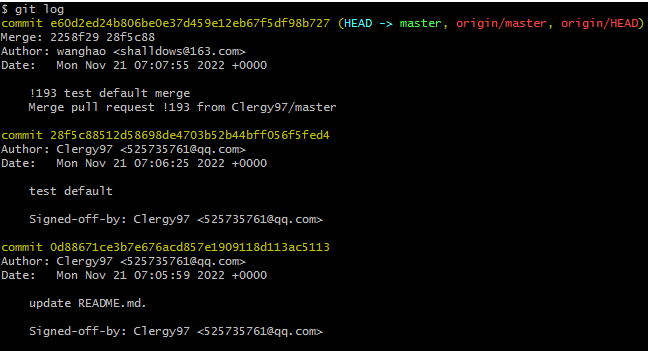 $ git log
commit e60d2ed24b806be0e37d459e12eb67f5df98b727 (HEAD -> master, origin/master, origin/HEAD)
Merge: 2258f29 28f5c88
Author: wanghao <shalldows@163.com>
Date:   Mon Nov 21 07:07:55 2022 +0000
    !193 test default merge
    Merge pull request !193 from Clergy97/master
commit 28f5c88512d58698de4703b52b44bff056f5fed4
Author: Clergy97 <525735761@qq.com>
Date:   Mon Nov 21 07:06:25 2022 +0000
    test default
    Signed-off-by: Clergy97 <525735761@qq.com>
commit 0d88671ce3b7e676acd857e1909118d113ac5113
Author: Clergy97 <525735761@qq.com>
Date:   Mon Nov 21 07:05:59 2022 +0000
    update README.md.
    Signed-off-by: Clergy97 <525735761@qq.com>